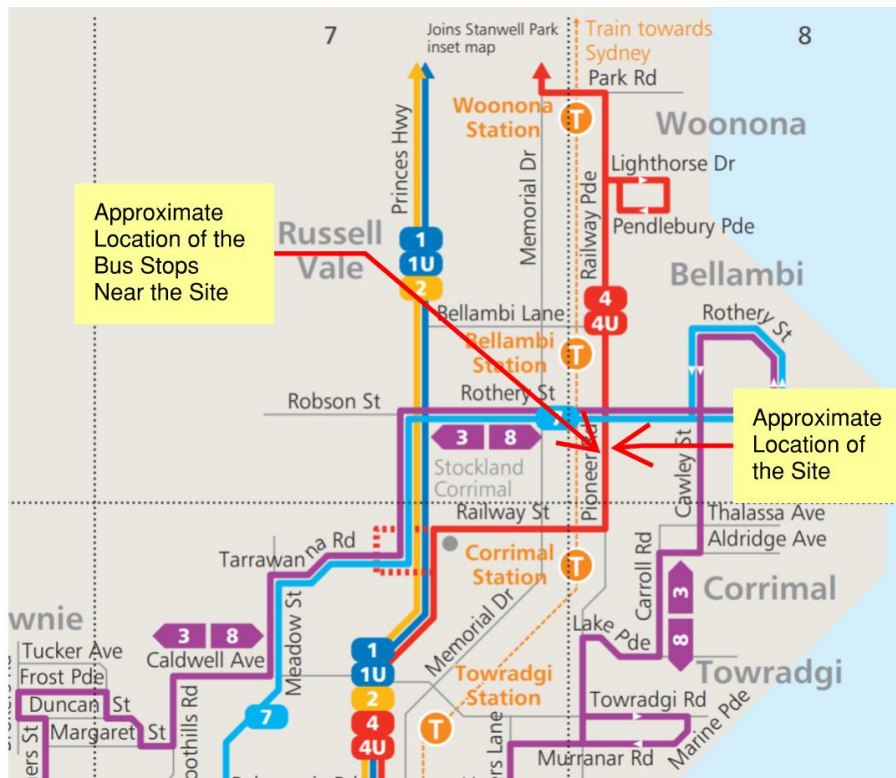 7
8
Joins Stanwell Park
inset map
Train towards
Sydney
Park Rd
Woonona
Station
T
Woonona
Princes Hwy
Memorial Dr
Railway Pde
Lighthorse Dr
Pendlebury Pde
Approximate
Location of the
Bus Stops
Near the Site
Russell
Vale
1
1U
2
Bellambi
4
4U
Bellambi Lane
Rothery St
Bellambi
Station
T
Robson St
Rothery St
7
3 8
Stockland
Corrimal
Pioneer Rd
Cawley St
Approximate
Location of
the Site
Railway St
Thalassa Ave
Aldridge Ave
Tarrawanna Rd
Corrimal
Station
T
Carroll Rd
3
8
Corrimal
wnie
Meadow St
Memorial Dr
Lake Pde
3 8
Tucker Ave
Caldwell Ave
Frost Pde
Duncan St
Margaret St
1
1U
2
4
4U
Towradgi
Station
T
Towradgi
Towradgi Rd
Marine Pde
Murranar Rd
7